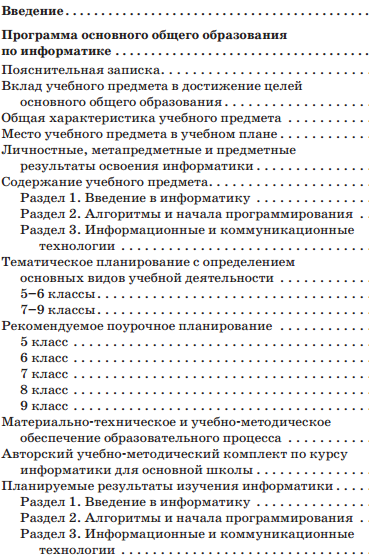 Введение . . . . . . . . . . . . . . . . . . . . . . . . . . . . . . . . . . . . . .
Программа основного общего образования
по информатике . . . . . . . . . . . . . . . . . . . . . . . . . . . . . . . .
Пояснительная записка. . . . . . . . . . . . . . . . . . . . . . . . . .
Вклад учебного предмета в достижение целей
основного общего образования . . . . . . . . . . . . . . . . . .
Общая характеристика учебного предмета . . . . . . . . . . .
Место учебного предмета в учебном плане . . . . . . . . . . . .
Личностные, метапредметные и предметные
результаты освоения информатики . . . . . . . . . . . . . .
Содержание учебного предмета. . . . . . . . . . . . . . . . . . . .
Раздел 1. Введение в информатику . . . . . . . . . . . . . . .
Раздел 2. Алгоритмы и начала программирования . .
Раздел 3. Информационные и коммуникационные
технологии . . . . . . . . . . . . . . . . . . . . . . . . . . . . . . .
Тематическое планирование с определением
основных видов учебной деятельности . . . . . . . . . . . .
5–6 классы . . . . . . . . . . . . . . . . . . . . . . . . . . . . . . . . .
7–9 классы . . . . . . . . . . . . . . . . . . . . . . . . . . . . . . . . .
Рекомендуемое поурочное планирование . . . . . . . . . . . .
5 класс . . . . . . . . . . . . . . . . . . . . . . . . . . . . . . . . . . . .
6 класс . . . . . . . . . . . . . . . . . . . . . . . . . . . . . . . . . . . .
7 класс . . . . . . . . . . . . . . . . . . . . . . . . . . . . . . . . . . . .
8 класс . . . . . . . . . . . . . . . . . . . . . . . . . . . . . . . . . . . .
9 класс . . . . . . . . . . . . . . . . . . . . . . . . . . . . . . . . . . . .
Материально-техническое и учебно-методическое
обеспечение образовательного процесса . . . . . . . . . . .
Авторский учебно-методический комплект по курсу
информатики для основной школы . . . . . . . . . . . . . .
Планируемые результаты изучения информатики . . . . .
Раздел 1. Введение в информатику . . . . . . . . . . . . . . .
Раздел 2. Алгоритмы и начала программирования . .
Раздел 3. Информационные и коммуникационные
технологии . . . . . . . . . . . . . . . . . . . . . . . . . . . . . . .